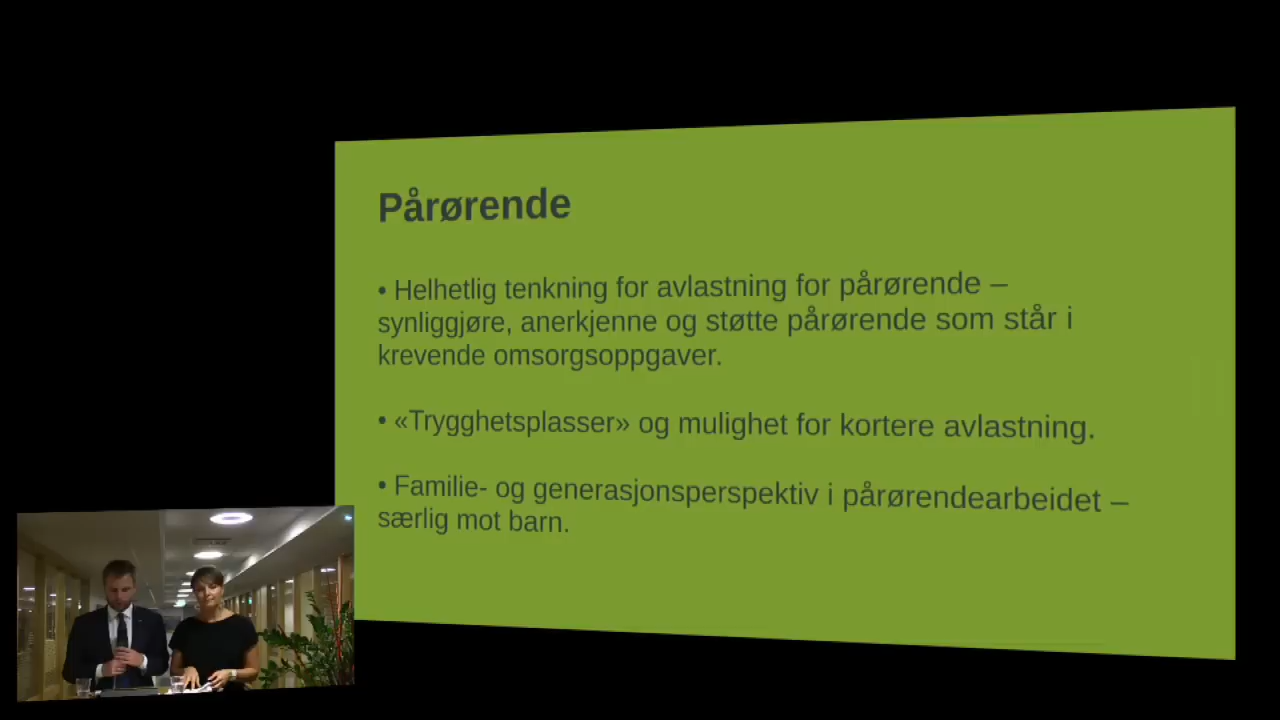 Pårørende
• Helhetlig tenkning for avlastning for pårørende –
synliggjøre, anerkjenne og støtte pårørende som står i
krevende omsorgsoppgaver.
• «Trygghetsplasser» og mulighet for kortere avlastning.
• Familie- og generasjonsperspektiv i pårørendearbeidet –
særlig mot barn.